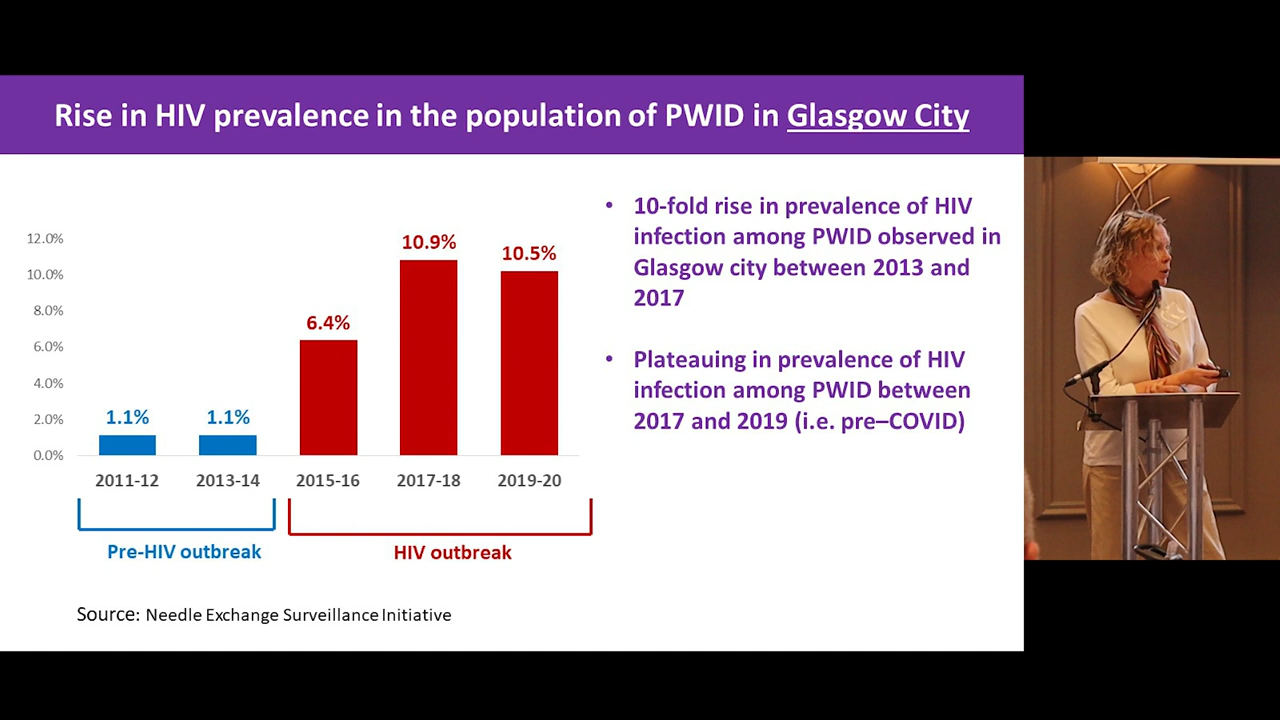 Rise in HIV prevalence in the population of PWID in Glasgow City
12.0%
10.0%
8.0%
6.0%
4.0%
2.0%
0.0%
1.1%
1.1%
6.4%
10.9%
10.5%
2011-12
2013-14
2015-16
2017-18
2019-20
Pre-HIV outbreak
HIV outbreak
Source: Needle Exchange Surveillance Initiative
• 10-fold rise in prevalence of HIV
infection among PWID observed in
Glasgow city between 2013 and
2017
• Plateauing in prevalence of HIV
infection among PWID between
2017 and 2019 (i.e. pre–COVID)